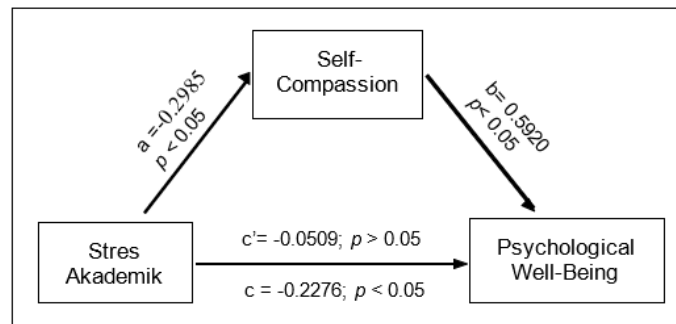 Self-
Compassion
a =-0.2985
p < 0.05
b= 0.5920
p< 0.05
Stres
Akademik
c'= -0.0509; p > 0.05
c = -0.2276; p < 0.05
Psychological
Well-Being